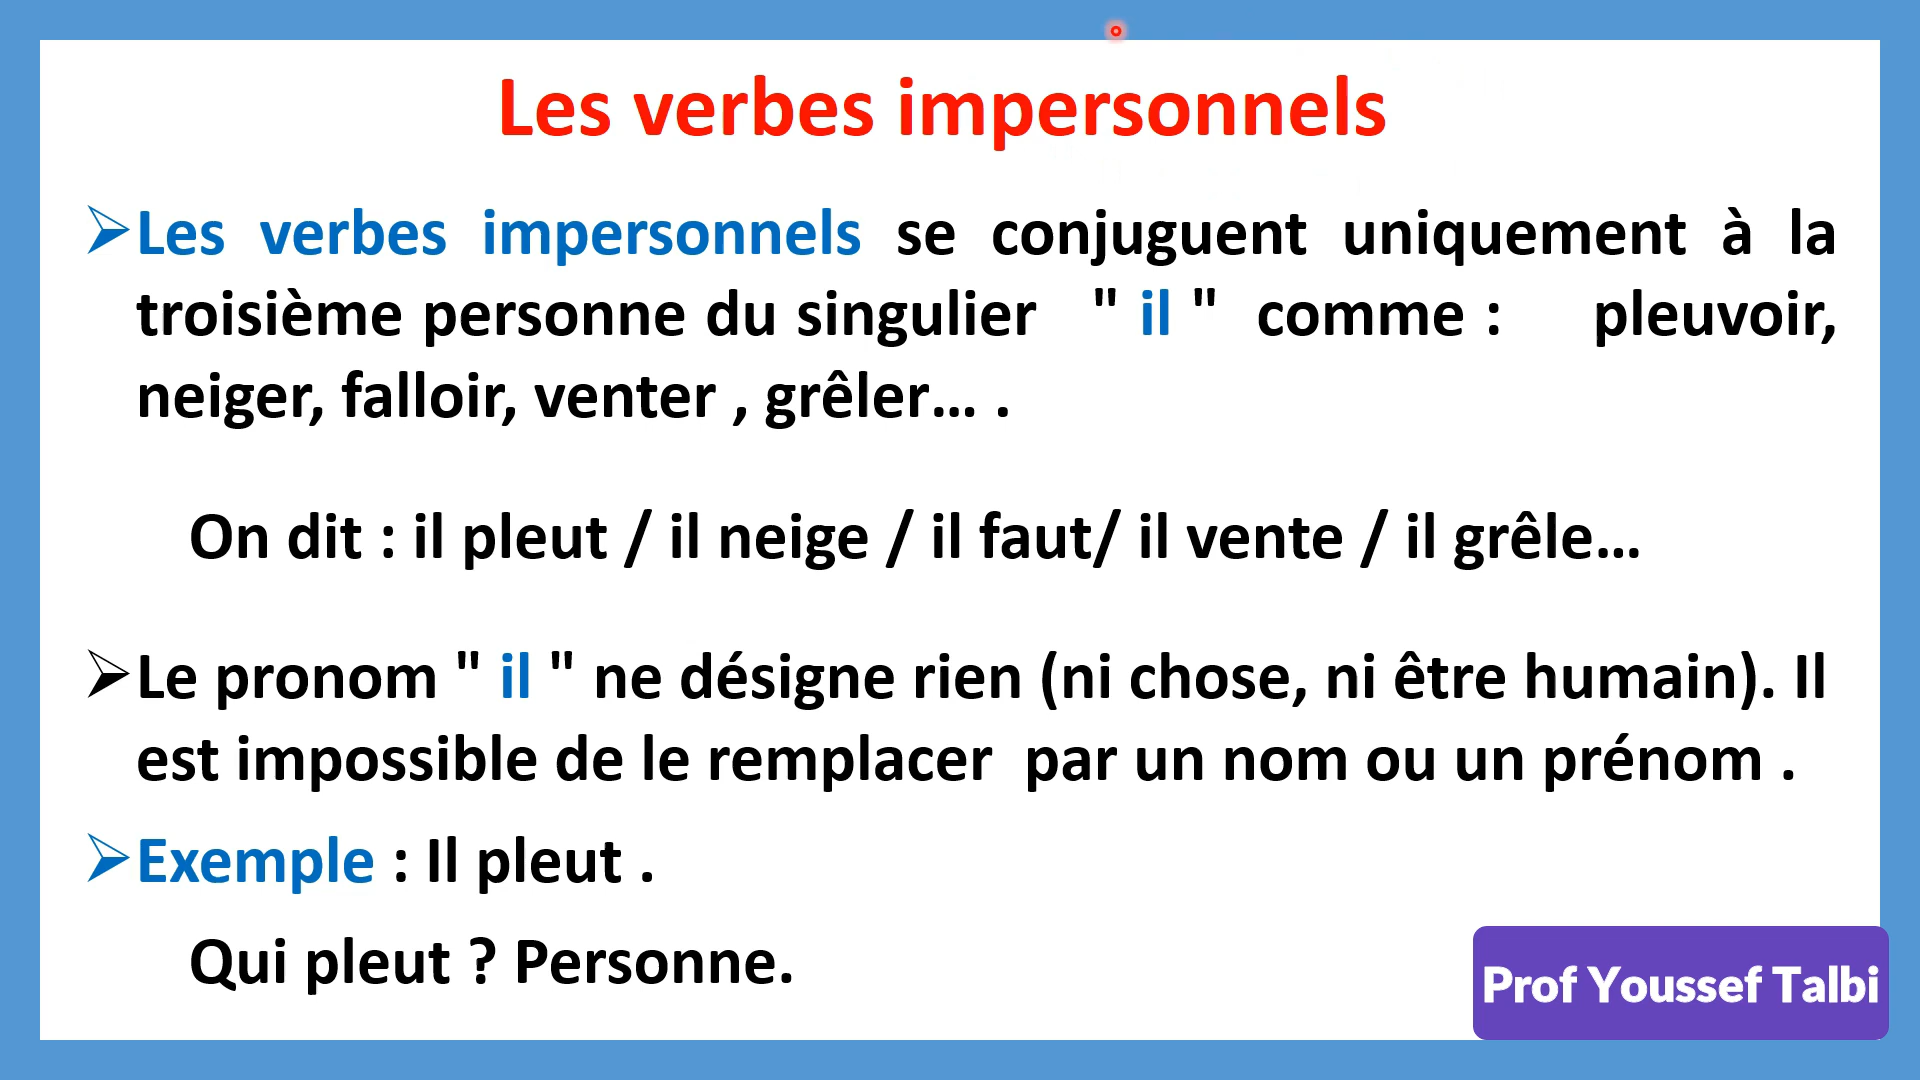 Les verbes impersonnels
Les verbes impersonnels se conjuguent uniquement à la
troisième personne du singulier " il " comme : pleuvoir,
neiger, falloir, venter , grêler… .
On dit : il pleut / il neige / il faut/ il vente / il grêle…
Le pronom " il " ne désigne rien (ni chose, ni être humain). Il
est impossible de le remplacer par un nom ou un prénom .
Exemple : Il pleut .
Qui pleut ? Personne.
Prof Youssef Talbi